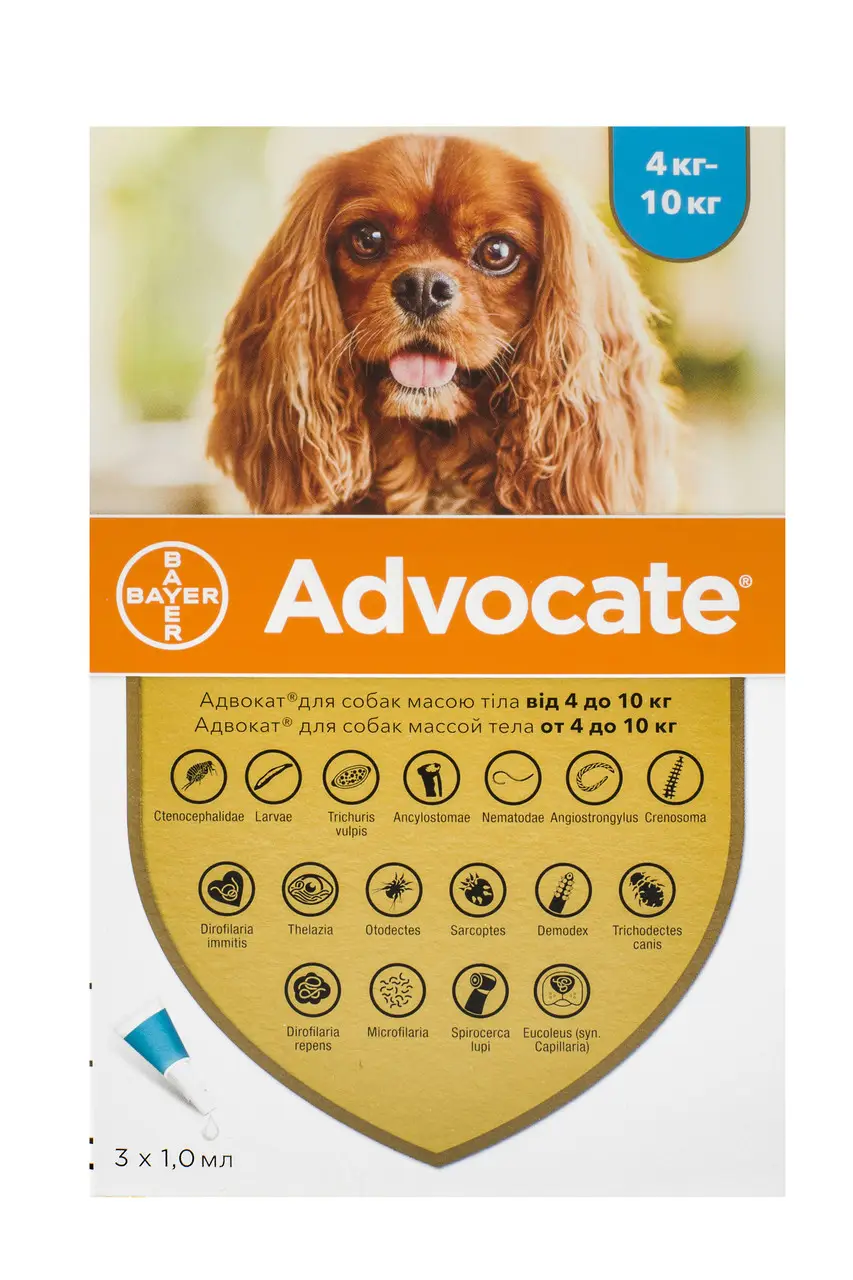 4 кг–
10 кг
BAYER
BAYER
Advocate®
Адвокат® для собак масою тіла від 4 до 10 кг
Адвокат® для собак массой тела от 4 до 10 кг
Ctenocephalidae Larvae Trichuris vulpis Ancylostomae Nematodae Angiostrongylus Crenosoma
Dirofilaria immitis Thelazia Otodectes Sarcoptes Demodex Trichodectes canis
Dirofilaria repens Microfilaria Spirocerca lupi Eucoleus (syn. Capillaria)
3 x 1,0 мл